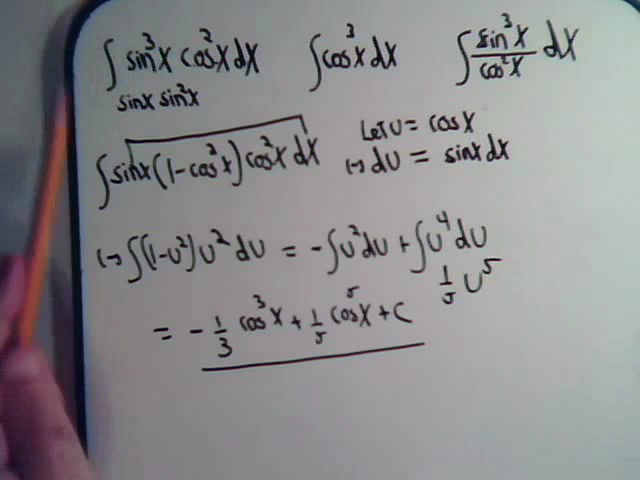 ∫ sin³x cos²x dx   ∫ cos³x dx   ∫ sin³x / cos²x dx
sinx sin²x
∫ sinx (1-cos²x) cos²x dx   Let u = cosx
(-) du = sinx dx
(-) ∫ (1-u²) u² du = - ∫ u² du + ∫ u⁴ du
1/5 u⁵
= - 1/3 cos³x + 1/5 cos⁵x + c